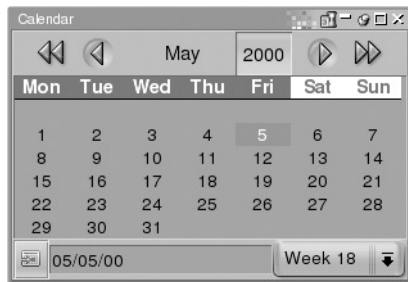 Calendar
May 2000
Mon Tue Wed Thu Fri Sat Sun
1 2 3 4 5 6 7
8 9 10 11 12 13 14
15 16 17 18 19 20 21
22 23 24 25 26 27 28
29 30 31
05/05/00 Week 18